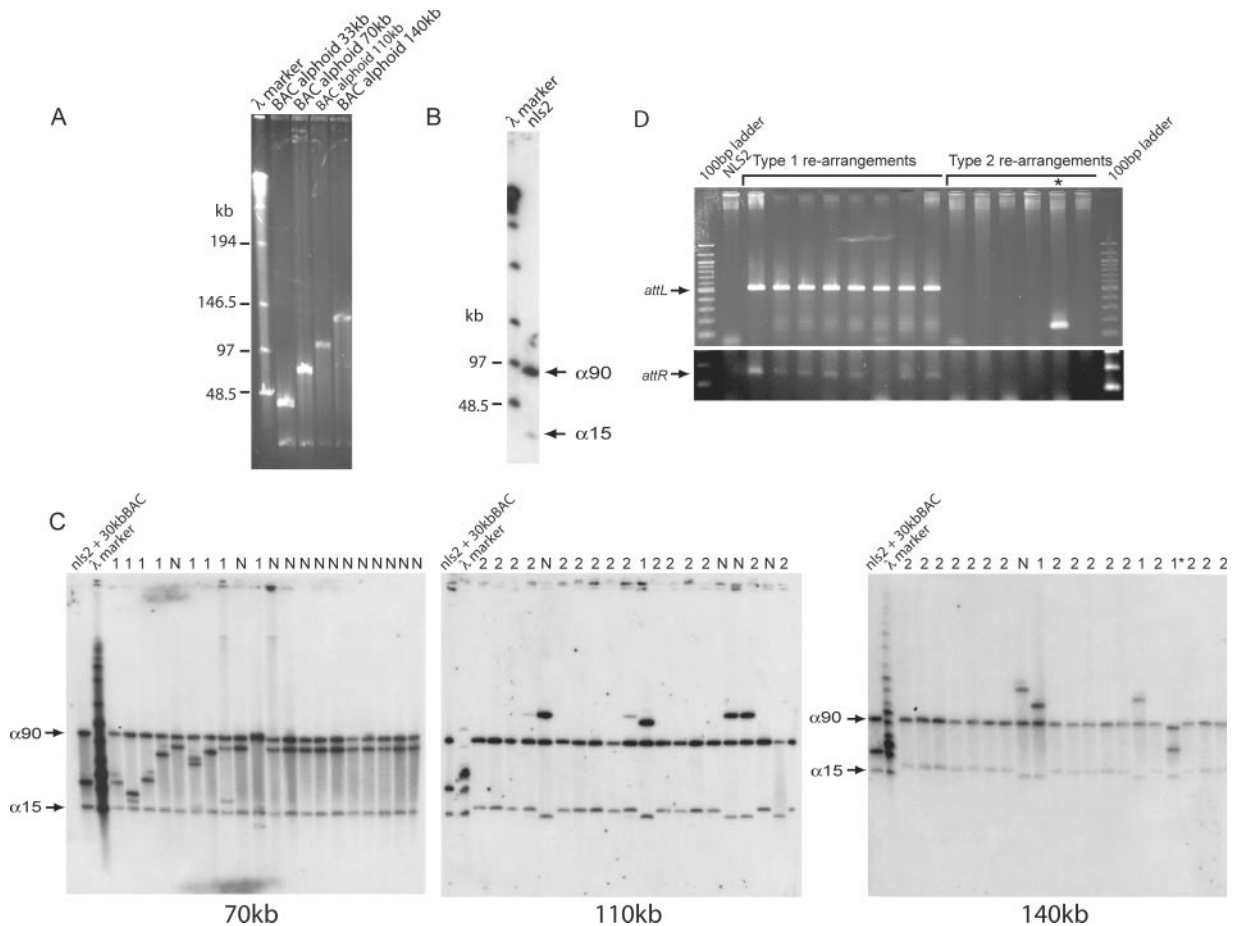 A
λ marker
BAC alphoid 33kb
BAC alphoid 70kb
BAC alphoid 110kb
BAC alphoid 140kb
kb
194
146.5
97
48.5
B
λ marker
nls2
kb
97
48.5
α90
α15
D
100bp ladder
NLS2
Type 1 re-arrangements
Type 2 re-arrangements
*
100bp ladder
attL
attR
C
nls2 + 30kbBAC
λ marker
1 1 1 1 N 1 1 1 N 1 N N N N N N N N N N
α90
α15
70kb
nls2 + 30kbBAC
λ marker
2 2 2 2 N 2 2 2 2 2 1 2 2 2 2 2 N N 2 N 2
110kb
nls2 + 30kbBAC
λ marker
2 2 2 2 2 2 2 N 1 2 2 2 2 2 2 1 2 1* 2 2 2
α90
α15
140kb